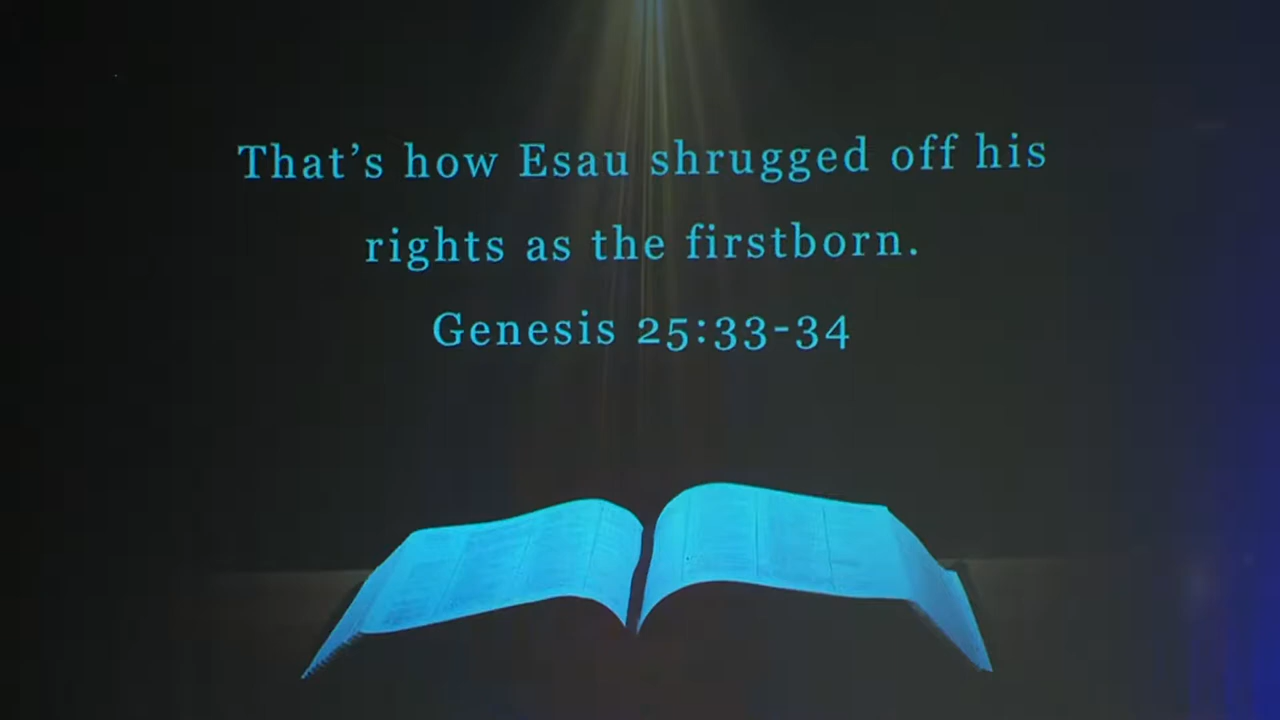 That’s how Esau shrugged off his
rights as the firstborn.
Genesis 25:33-34